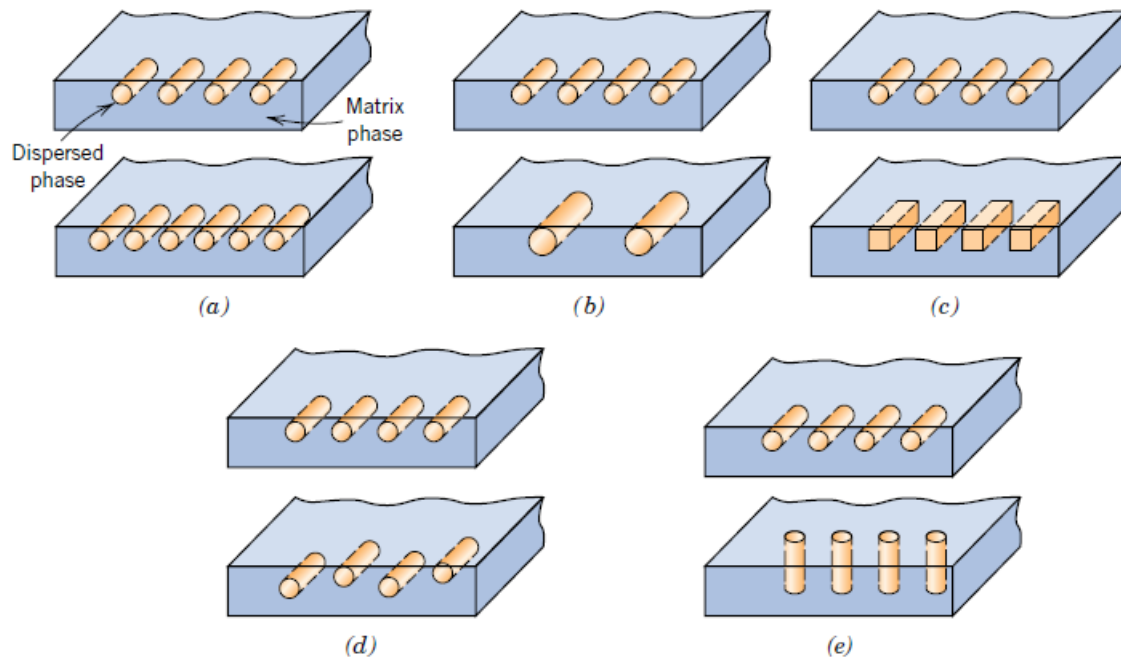 Matrix
phase
Dispersed
phase
(a)
(b)
(c)
(d)
(e)